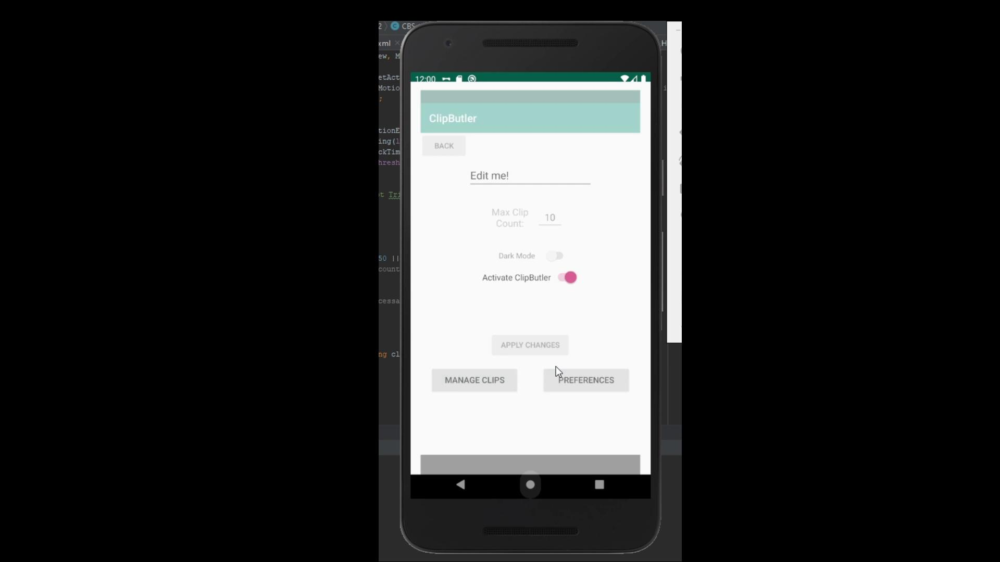 2 〉 C CBS
xml ×
H
ew, M
12:00
etAct
Motio
i
;
ClipButler
tionE
ing(l
BACK
ckTim
hresh
Edit me!
t Tri
Max Clip
Count:
10
Dark Mode
50 ||
count
Activate ClipButler
cessa
APPLY CHANGES
ng cl
MANAGE CLIPS
PREFERENCES